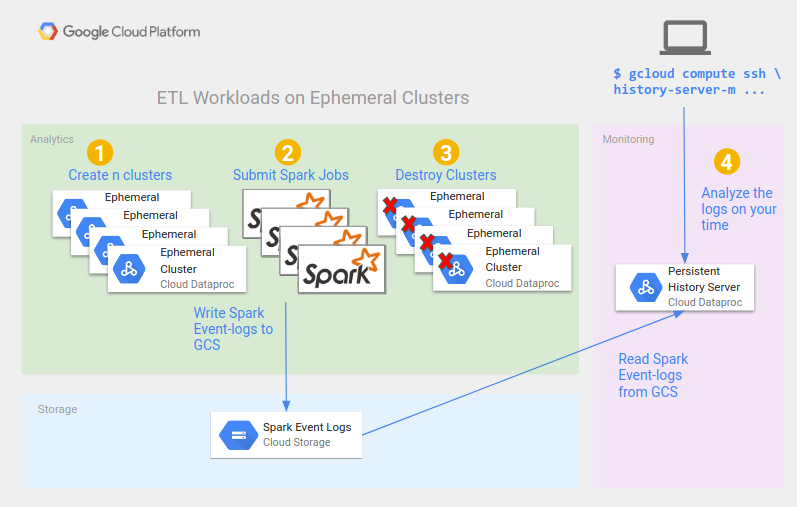 Google Cloud Platform
$ gcloud compute ssh \
history-server-m ...
ETL Workloads on Ephemeral Clusters
Analytics
1
Create n clusters
Ephemeral
Ephemeral
Ephemeral
Ephemeral
Cluster
Cloud Dataproc
2
Submit Spark Jobs
Sp
Sp
Sp
Spark
3
Destroy Clusters
Ephemeral
Ephemeral
Ephemeral
Ephemeral
Cluster
Cloud Dataproc
Write Spark
Event-logs to
GCS
Monitoring
4
Analyze the
logs on your
time
Persistent
History Server
Cloud Dataproc
Read Spark
Event-logs
from GCS
Storage
Spark Event Logs
Cloud Storage